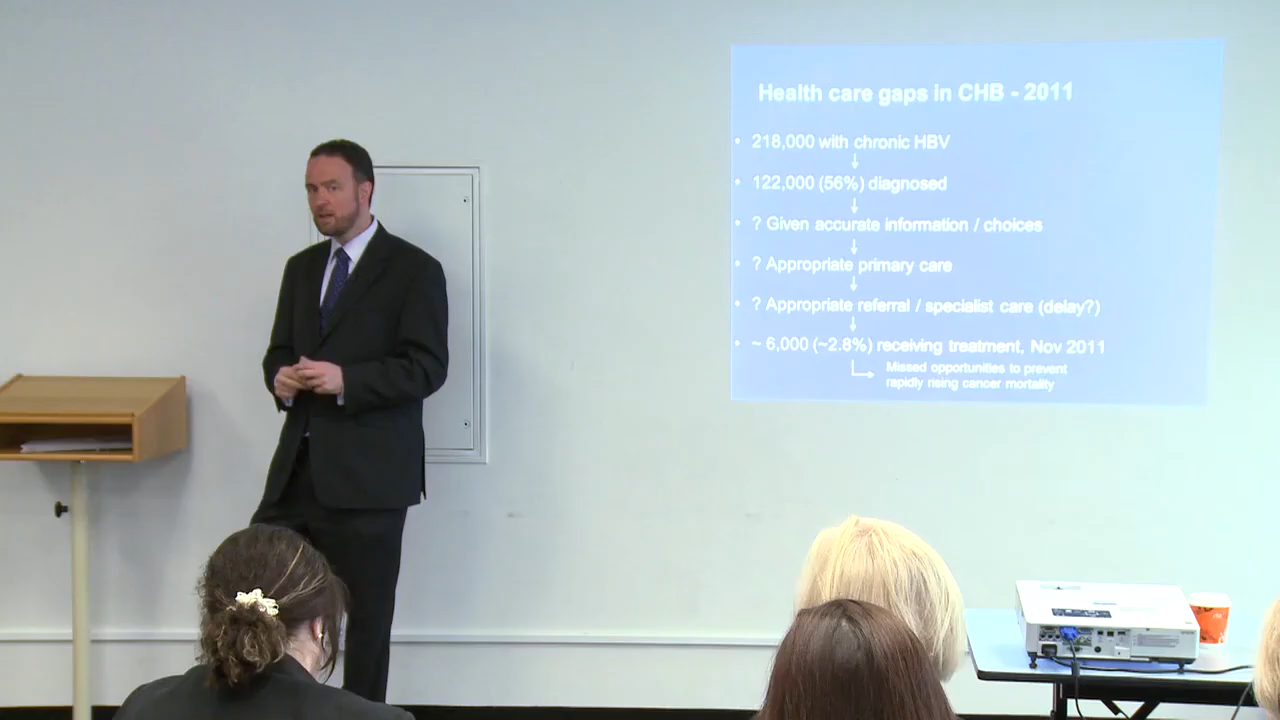 Health care gaps in CHB - 2011
• 218,000 with chronic HBV
• 122,000 (56%) diagnosed
• ? Given accurate information / choices
• ? Appropriate primary care
• ? Appropriate referral / specialist care (delay?)
• ~ 6,000 (~2.8%) receiving treatment, Nov 2011
Missed opportunities to prevent
rapidly rising cancer mortality